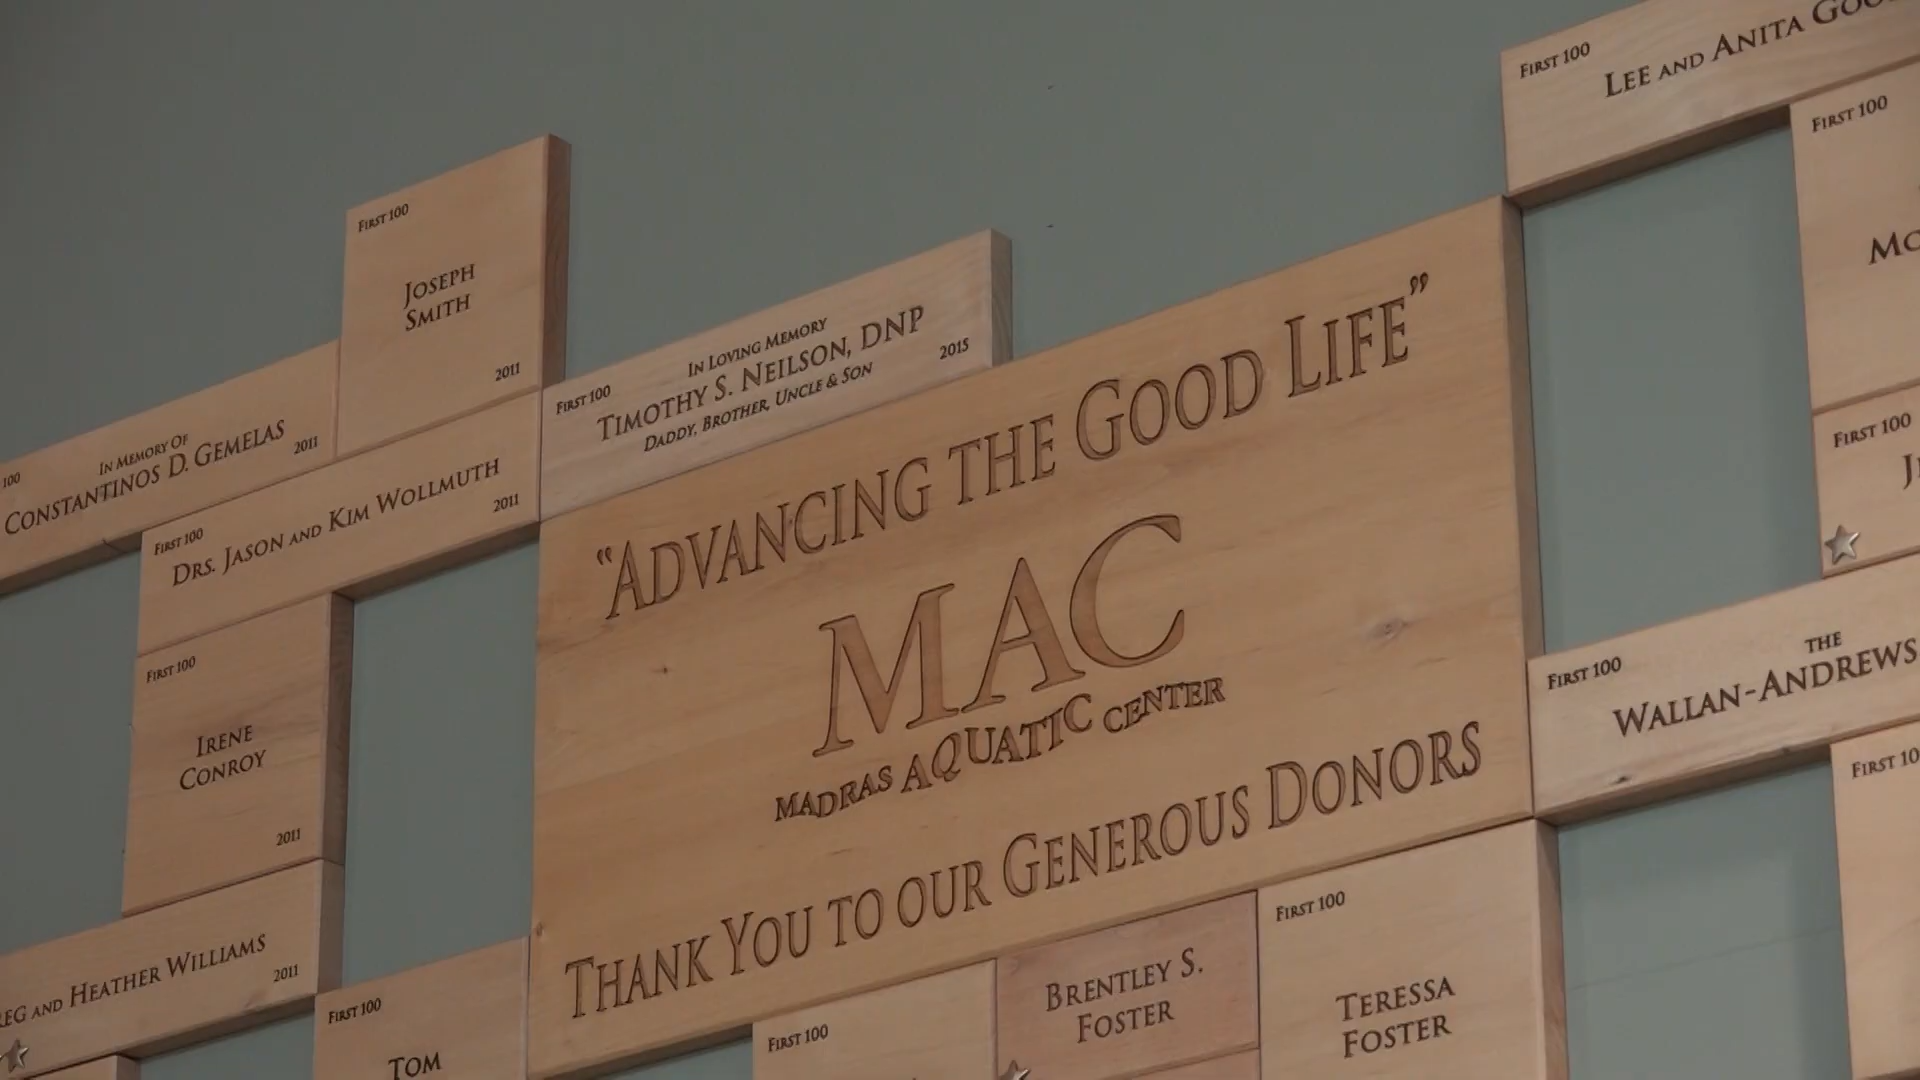 First 100
Joseph
Smith
2011
100
In Memory Of
Constantinos D. Gemelas
2011
First 100
Drs. Jason and Kim Wollmuth
2011
First 100
In Loving Memory
Timothy S. Neilson, DNP
Daddy, Brother, Uncle & Son
2015
First 100
Irene
Conroy
2011
and Heather Williams
2011
First 100
Tom
"Advancing the Good Life"
MAC
MADRAS AQUATIC CENTER
Thank You to our Generous Donors
First 100
Brentley S.
Foster
First 100
Teressa
Foster
First 100
Lee and Anita
First 100
First 100
First 100
The
Wallan-Andrews
First 10